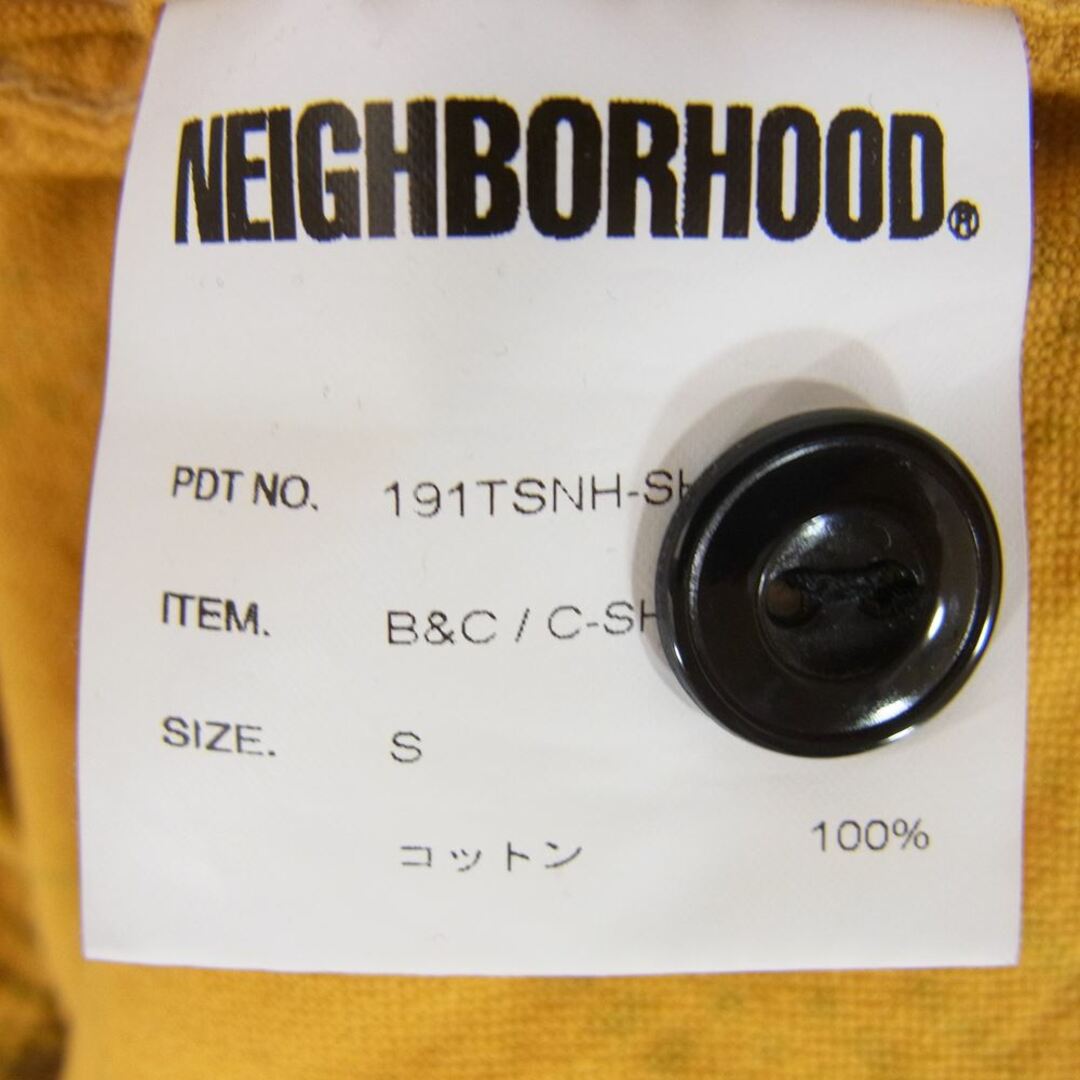 NEIGHBORHOOD®
PDT NO. 191TSNH-SH
ITEM. B&C / C-SH
SIZE. S
コットン 100%